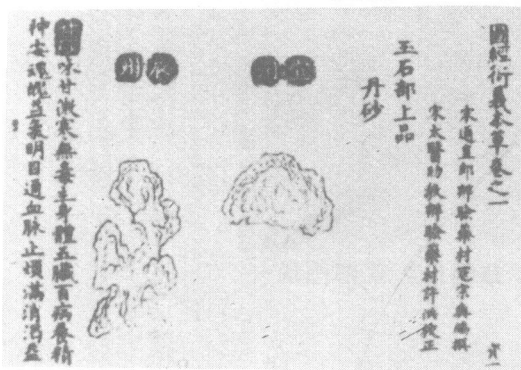 圖經衍義本草卷之一
宋通直郎辨驗藥材寇宗奭編撰
宋太醫助教辨驗藥材許洪校正
玉石部上品
丹砂
宜州
辰州
味甘微寒無毒主身體五臟百病養精
神安魂魄益氣明目通血脉止煩滿消渴益